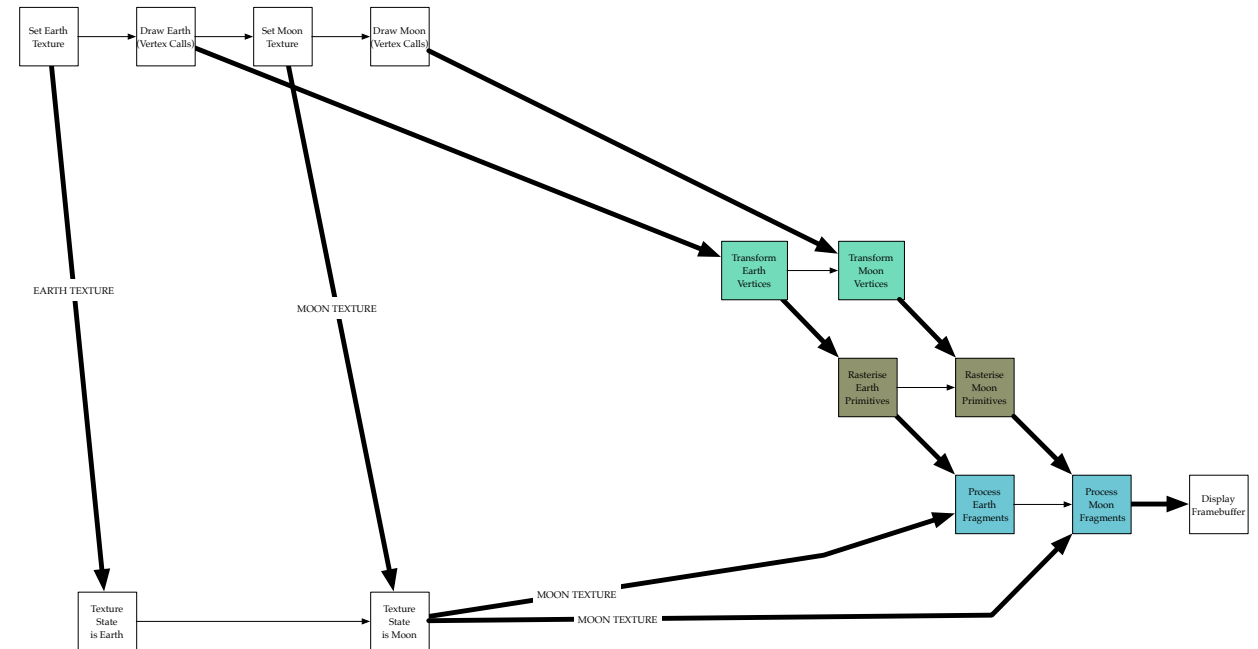 Set Earth
Texture
Draw Earth
(Vertex Calls)
Set Moon
Texture
Draw Moon
(Vertex Calls)
Transform
Earth
Vertices
Transform
Moon
Vertices
EARTH TEXTURE
MOON TEXTURE
Rasterise
Earth
Primitives
Rasterise
Moon
Primitives
Process
Earth
Fragments
Process
Moon
Fragments
Display
Framebuffer
MOON TEXTURE
MOON TEXTURE
Texture
State
is Earth
Texture
State
is Moon